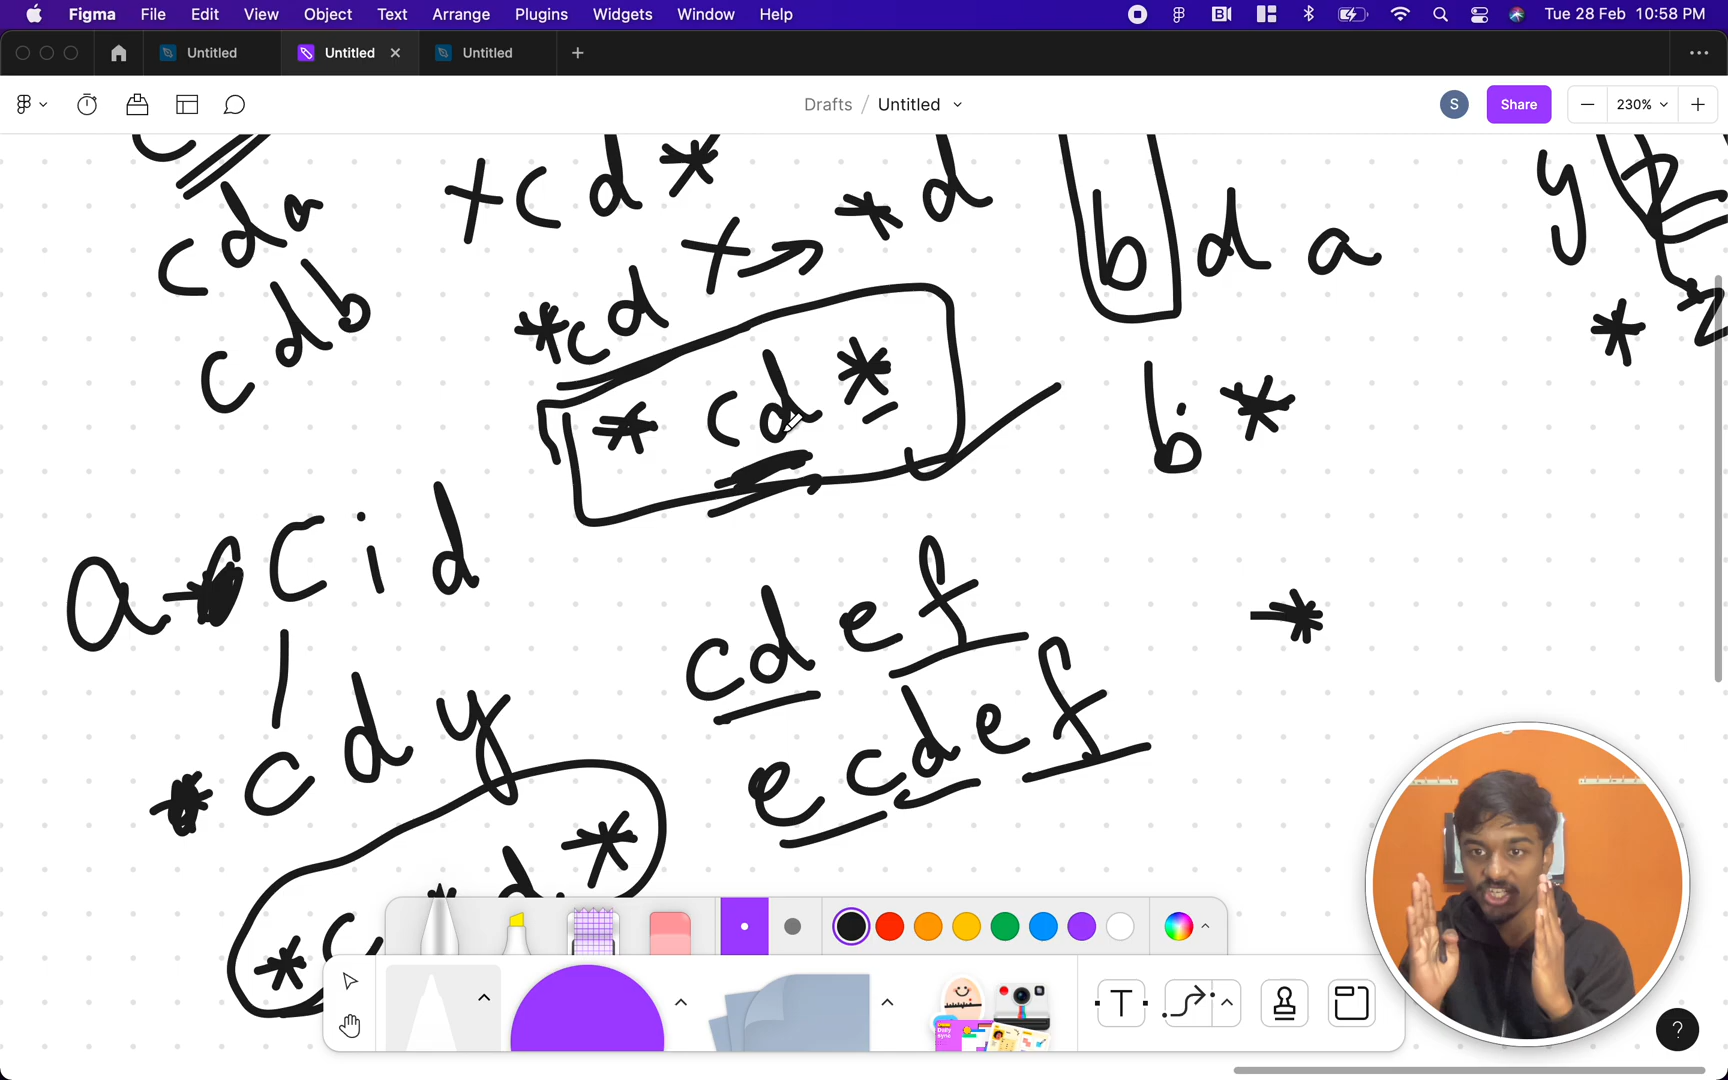 Figma File Edit View Object Text Arrange Plugins Widgets Window Help Tue 28 Feb 10:58 PM
Untitled Untitled Untitled
Drafts / Untitled S Share 230%
cda
cdb
cd*
*d
*cd
*cd*
bda
b*
y
*
acid
*cdy
cdef
ecdef
*
T
?